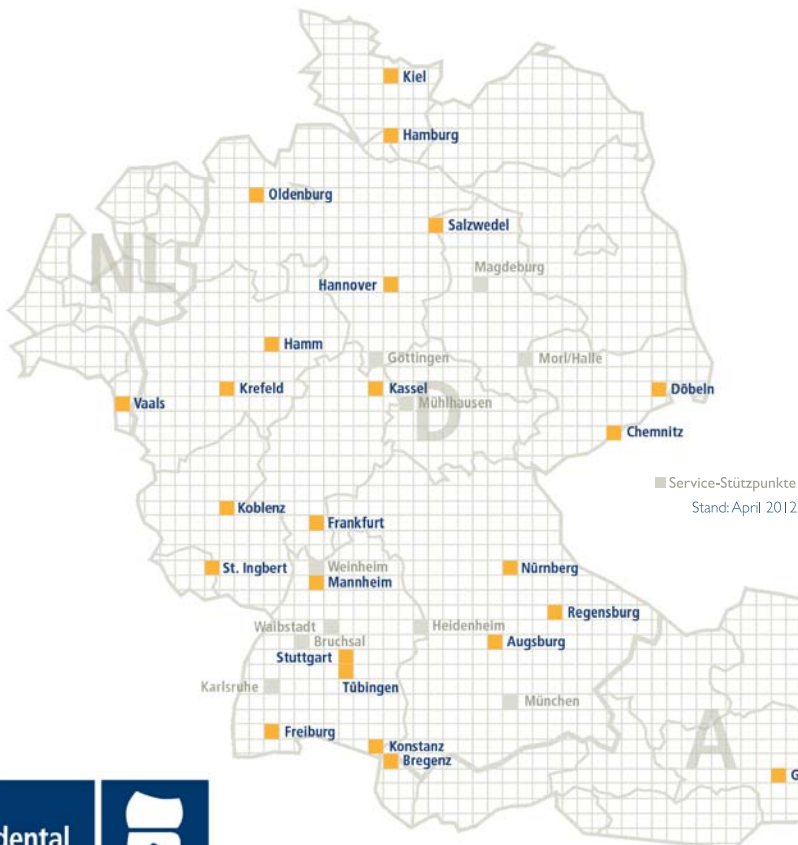 Kiel
Hamburg
Oldenburg
Salzwedel
NL
Magdeburg
Hannover
Hamm
Göttingen
Morl/Halle
Krefeld
Kassel
Döbeln
Vaals
Mühlhausen
D
Chemnitz
Service-Stützpunkte
Stand: April 2012
Koblenz
Frankfurt
St. Ingbert
Weinheim
Nürnberg
Mannheim
Regensburg
Waibstadt
Heidenheim
Bruchsal
Augsburg
Stuttgart
Karlsruhe
Tübingen
München
Freiburg
A
Konstanz
Bregenz
G
dental